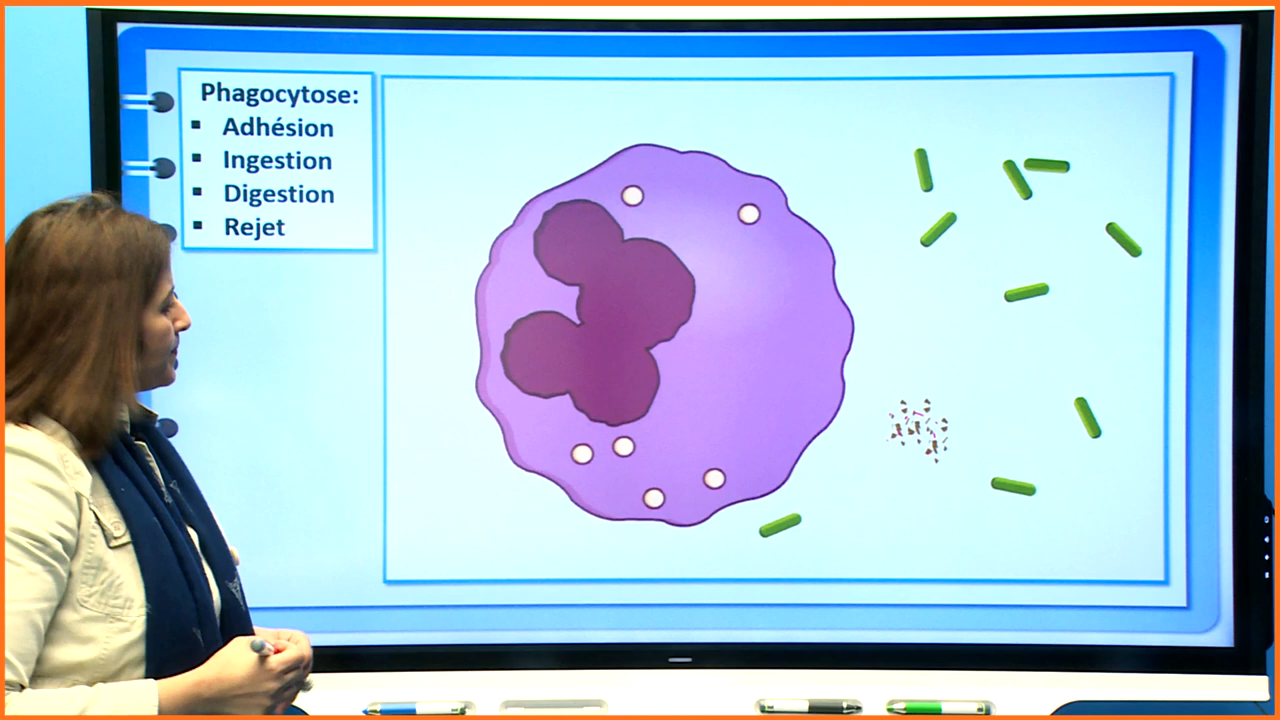 Phagocytose:
▪ Adhésion
▪ Ingestion
▪ Digestion
▪ Rejet